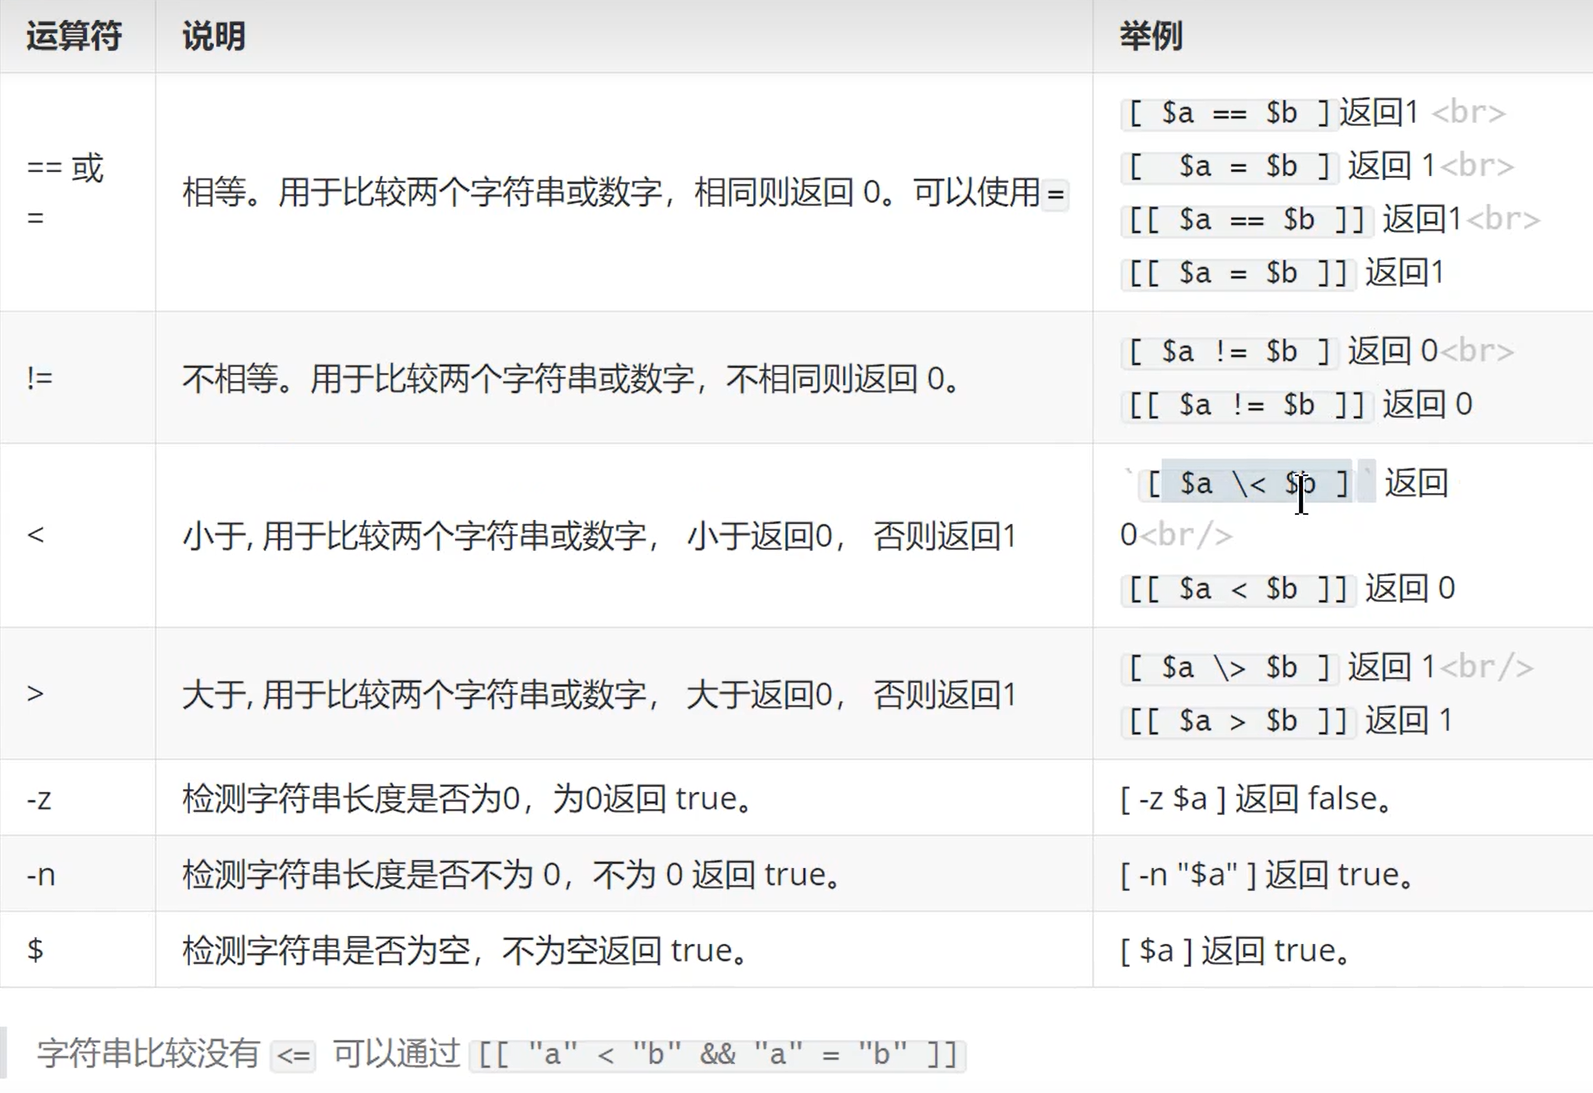 运算符 说明 举例
== 或
=
相等。用于比较两个字符串或数字，相同则返回 0。可以使用=
[ $a == $b ]返回1 <br>
[  $a = $b ] 返回 1<br>
[[ $a == $b ]] 返回1<br>
[[ $a = $b ]] 返回1
!=
不相等。用于比较两个字符串或数字，不相同则返回 0。
[ $a != $b ] 返回 0<br>
[[ $a != $b ]] 返回 0
<
小于, 用于比较两个字符串或数字， 小于返回0， 否则返回1
`[ $a \< $b ]` 返回
0<br/>
[[ $a < $b ]] 返回 0
>
大于, 用于比较两个字符串或数字， 大于返回0， 否则返回1
[ $a \> $b ] 返回 1<br/>
[[ $a > $b ]] 返回 1
-z 检测字符串长度是否为0，为0返回 true。 [ -z $a ] 返回 false。
-n 检测字符串长度是否不为 0，不为 0 返回 true。 [ -n "$a" ] 返回 true。
$ 检测字符串是否为空，不为空返回 true。 [ $a ] 返回 true。
字符串比较没有 <= 可以通过 [[ "a" < "b" && "a" = "b" ]]